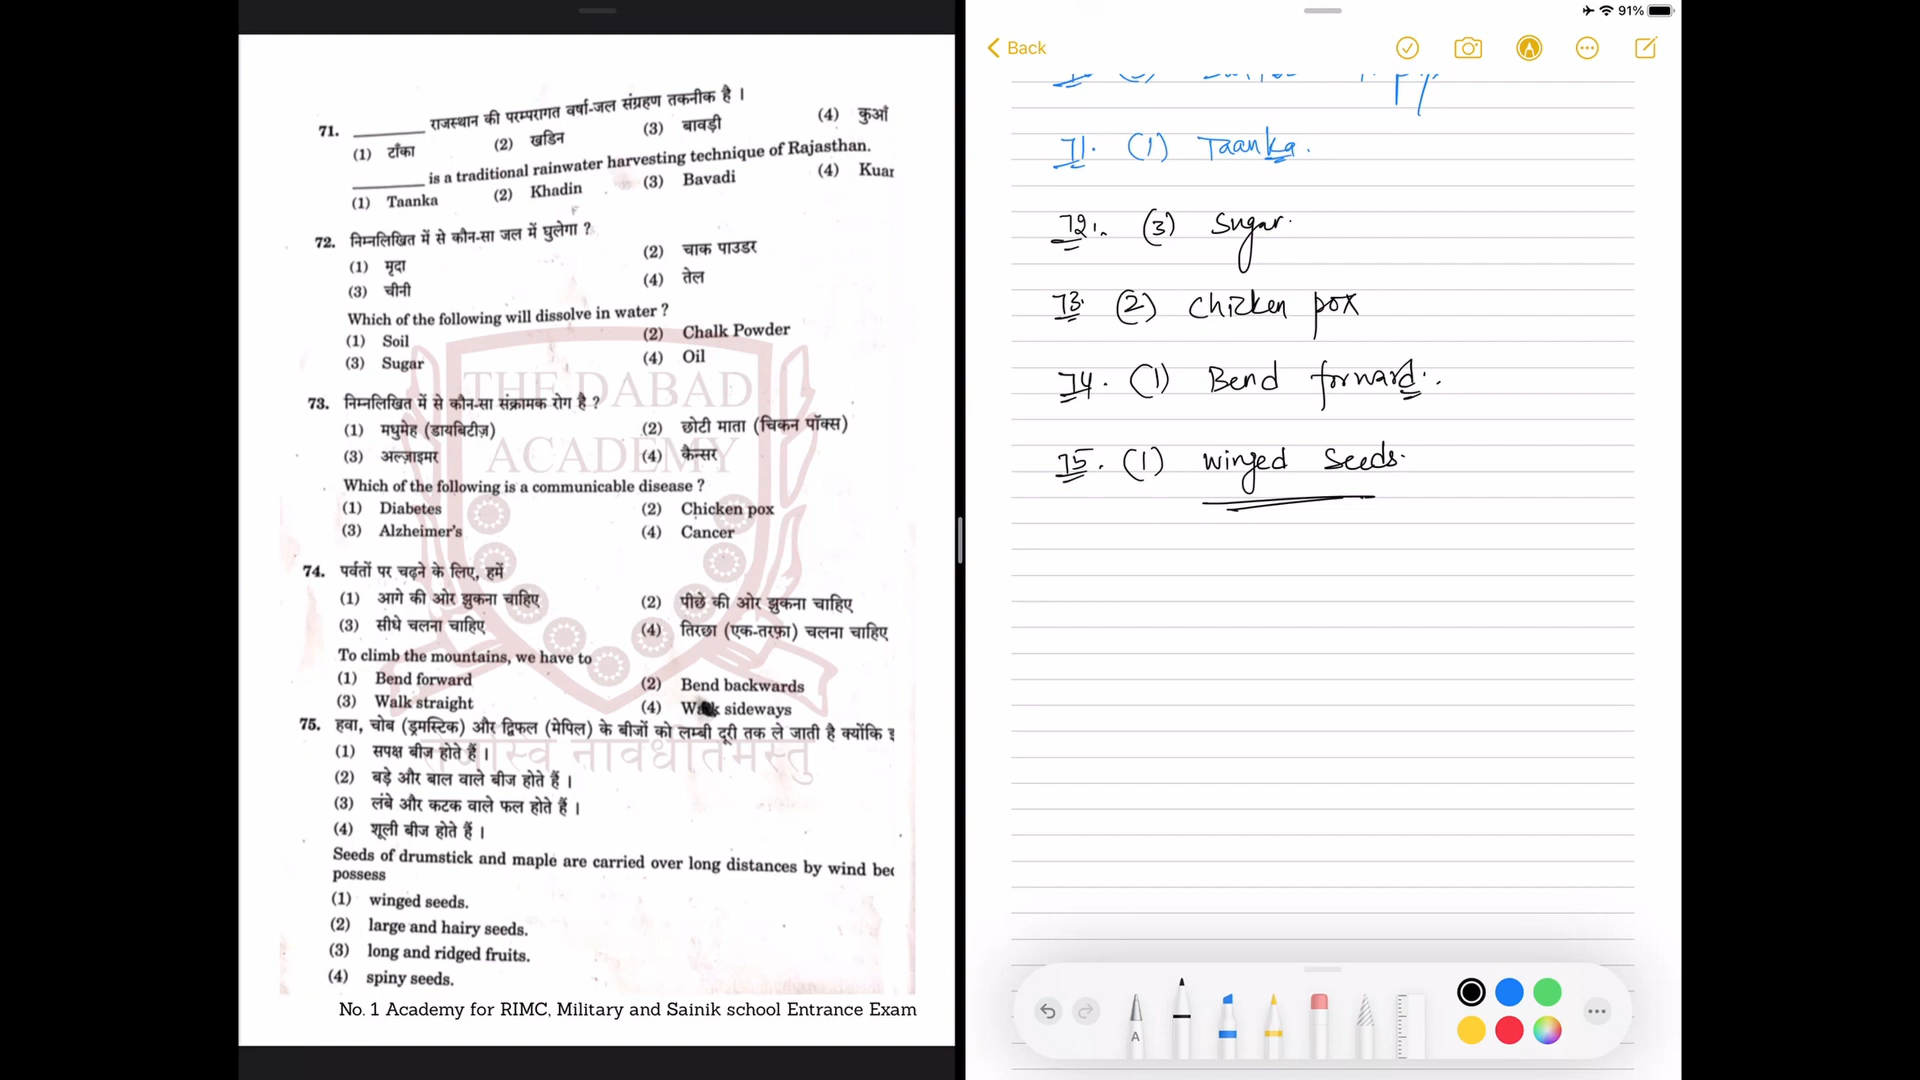 71. ________ राजस्थान की परम्परागत वर्षा-जल संग्रहण तकनीक है ।
(1) टाँका (2) खडिन (3) बावड़ी (4) कुआँ
________ is a traditional rainwater harvesting technique of Rajasthan.
(1) Taanka (2) Khadin (3) Bavadi (4) Kuar
72. निम्नलिखित में से कौन-सा जल में घुलेगा ?
(1) मृदा (2) चाक पाउडर
(3) चीनी (4) तेल
Which of the following will dissolve in water ?
(1) Soil (2) Chalk Powder
(3) Sugar (4) Oil
THE DABAD
ACADEMY
73. निम्नलिखित में से कौन-सा संक्रामक रोग है ?
(1) मधुमेह (डायबिटीज़) (2) छोटी माता (चिकन पॉक्स)
(3) अल्ज़ाइमर (4) कैन्सर
Which of the following is a communicable disease ?
(1) Diabetes (2) Chicken pox
(3) Alzheimer's (4) Cancer
74. पर्वतों पर चढ़ने के लिए, हमें
(1) आगे की ओर झुकना चाहिए (2) पीछे की ओर झुकना चाहिए
(3) सीधे चलना चाहिए (4) तिरछा (एक-तरफ़ा) चलना चाहिए
To climb the mountains, we have to
(1) Bend forward (2) Bend backwards
(3) Walk straight (4) Walk sideways
75. हवा, चोब (ड्रमस्टिक) और द्विफल (मेपिल) के बीजों को लम्बी दूरी तक ले जाती है क्योंकि इ
(1) सपक्ष बीज होते हैं ।
(2) बड़े और बाल वाले बीज होते हैं ।
(3) लंबे और कटक वाले फल होते हैं ।
(4) शूली बीज होते हैं ।
Seeds of drumstick and maple are carried over long distances by wind bec
possess
(1) winged seeds.
(2) large and hairy seeds.
(3) long and ridged fruits.
(4) spiny seeds.
No. 1 Academy for RIMC, Military and Sainik school Entrance Exam
91%
Back
71. (1) Taanka.
72. (3) Sugar.
73. (2) Chicken pox
74. (1) Bend forward.
75. (1) winged Seeds.
A